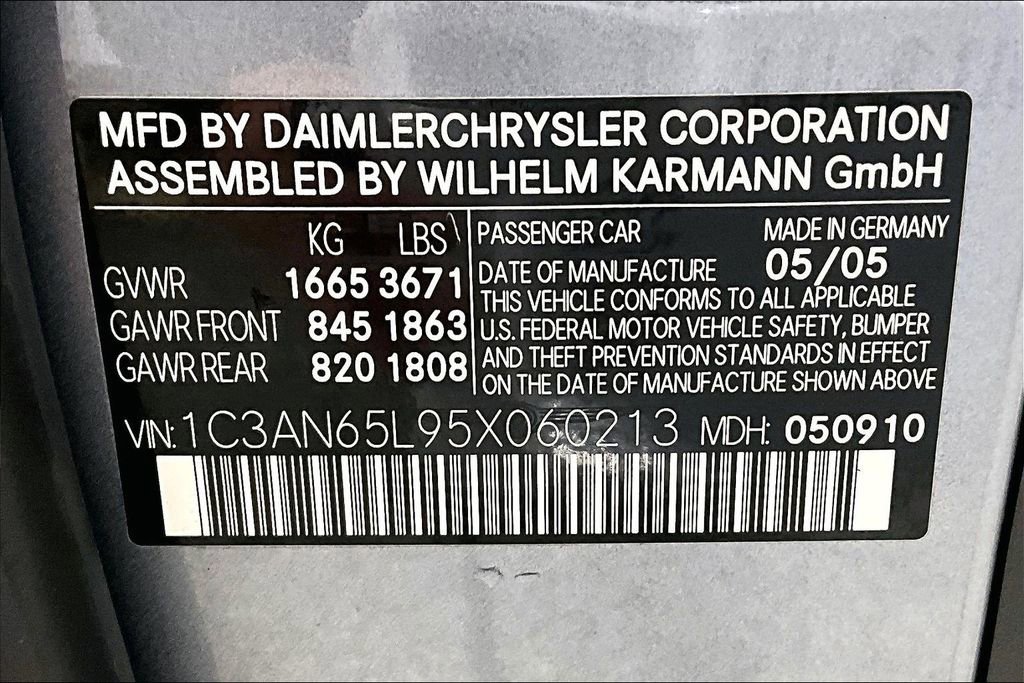 MFD BY DAIMLERCHRYSLER CORPORATION
ASSEMBLED BY WILHELM KARMANN GmbH
KG LBS
GVWR 1665 3671
GAWR FRONT 845 1863
GAWR REAR 820 1808
PASSENGER CAR MADE IN GERMANY
DATE OF MANUFACTURE 05/05
THIS VEHICLE CONFORMS TO ALL APPLICABLE
U.S. FEDERAL MOTOR VEHICLE SAFETY, BUMPER
AND THEFT PREVENTION STANDARDS IN EFFECT
ON THE DATE OF MANUFACTURE SHOWN ABOVE
VIN: 1C3AN65L95X060213 MDH: 050910